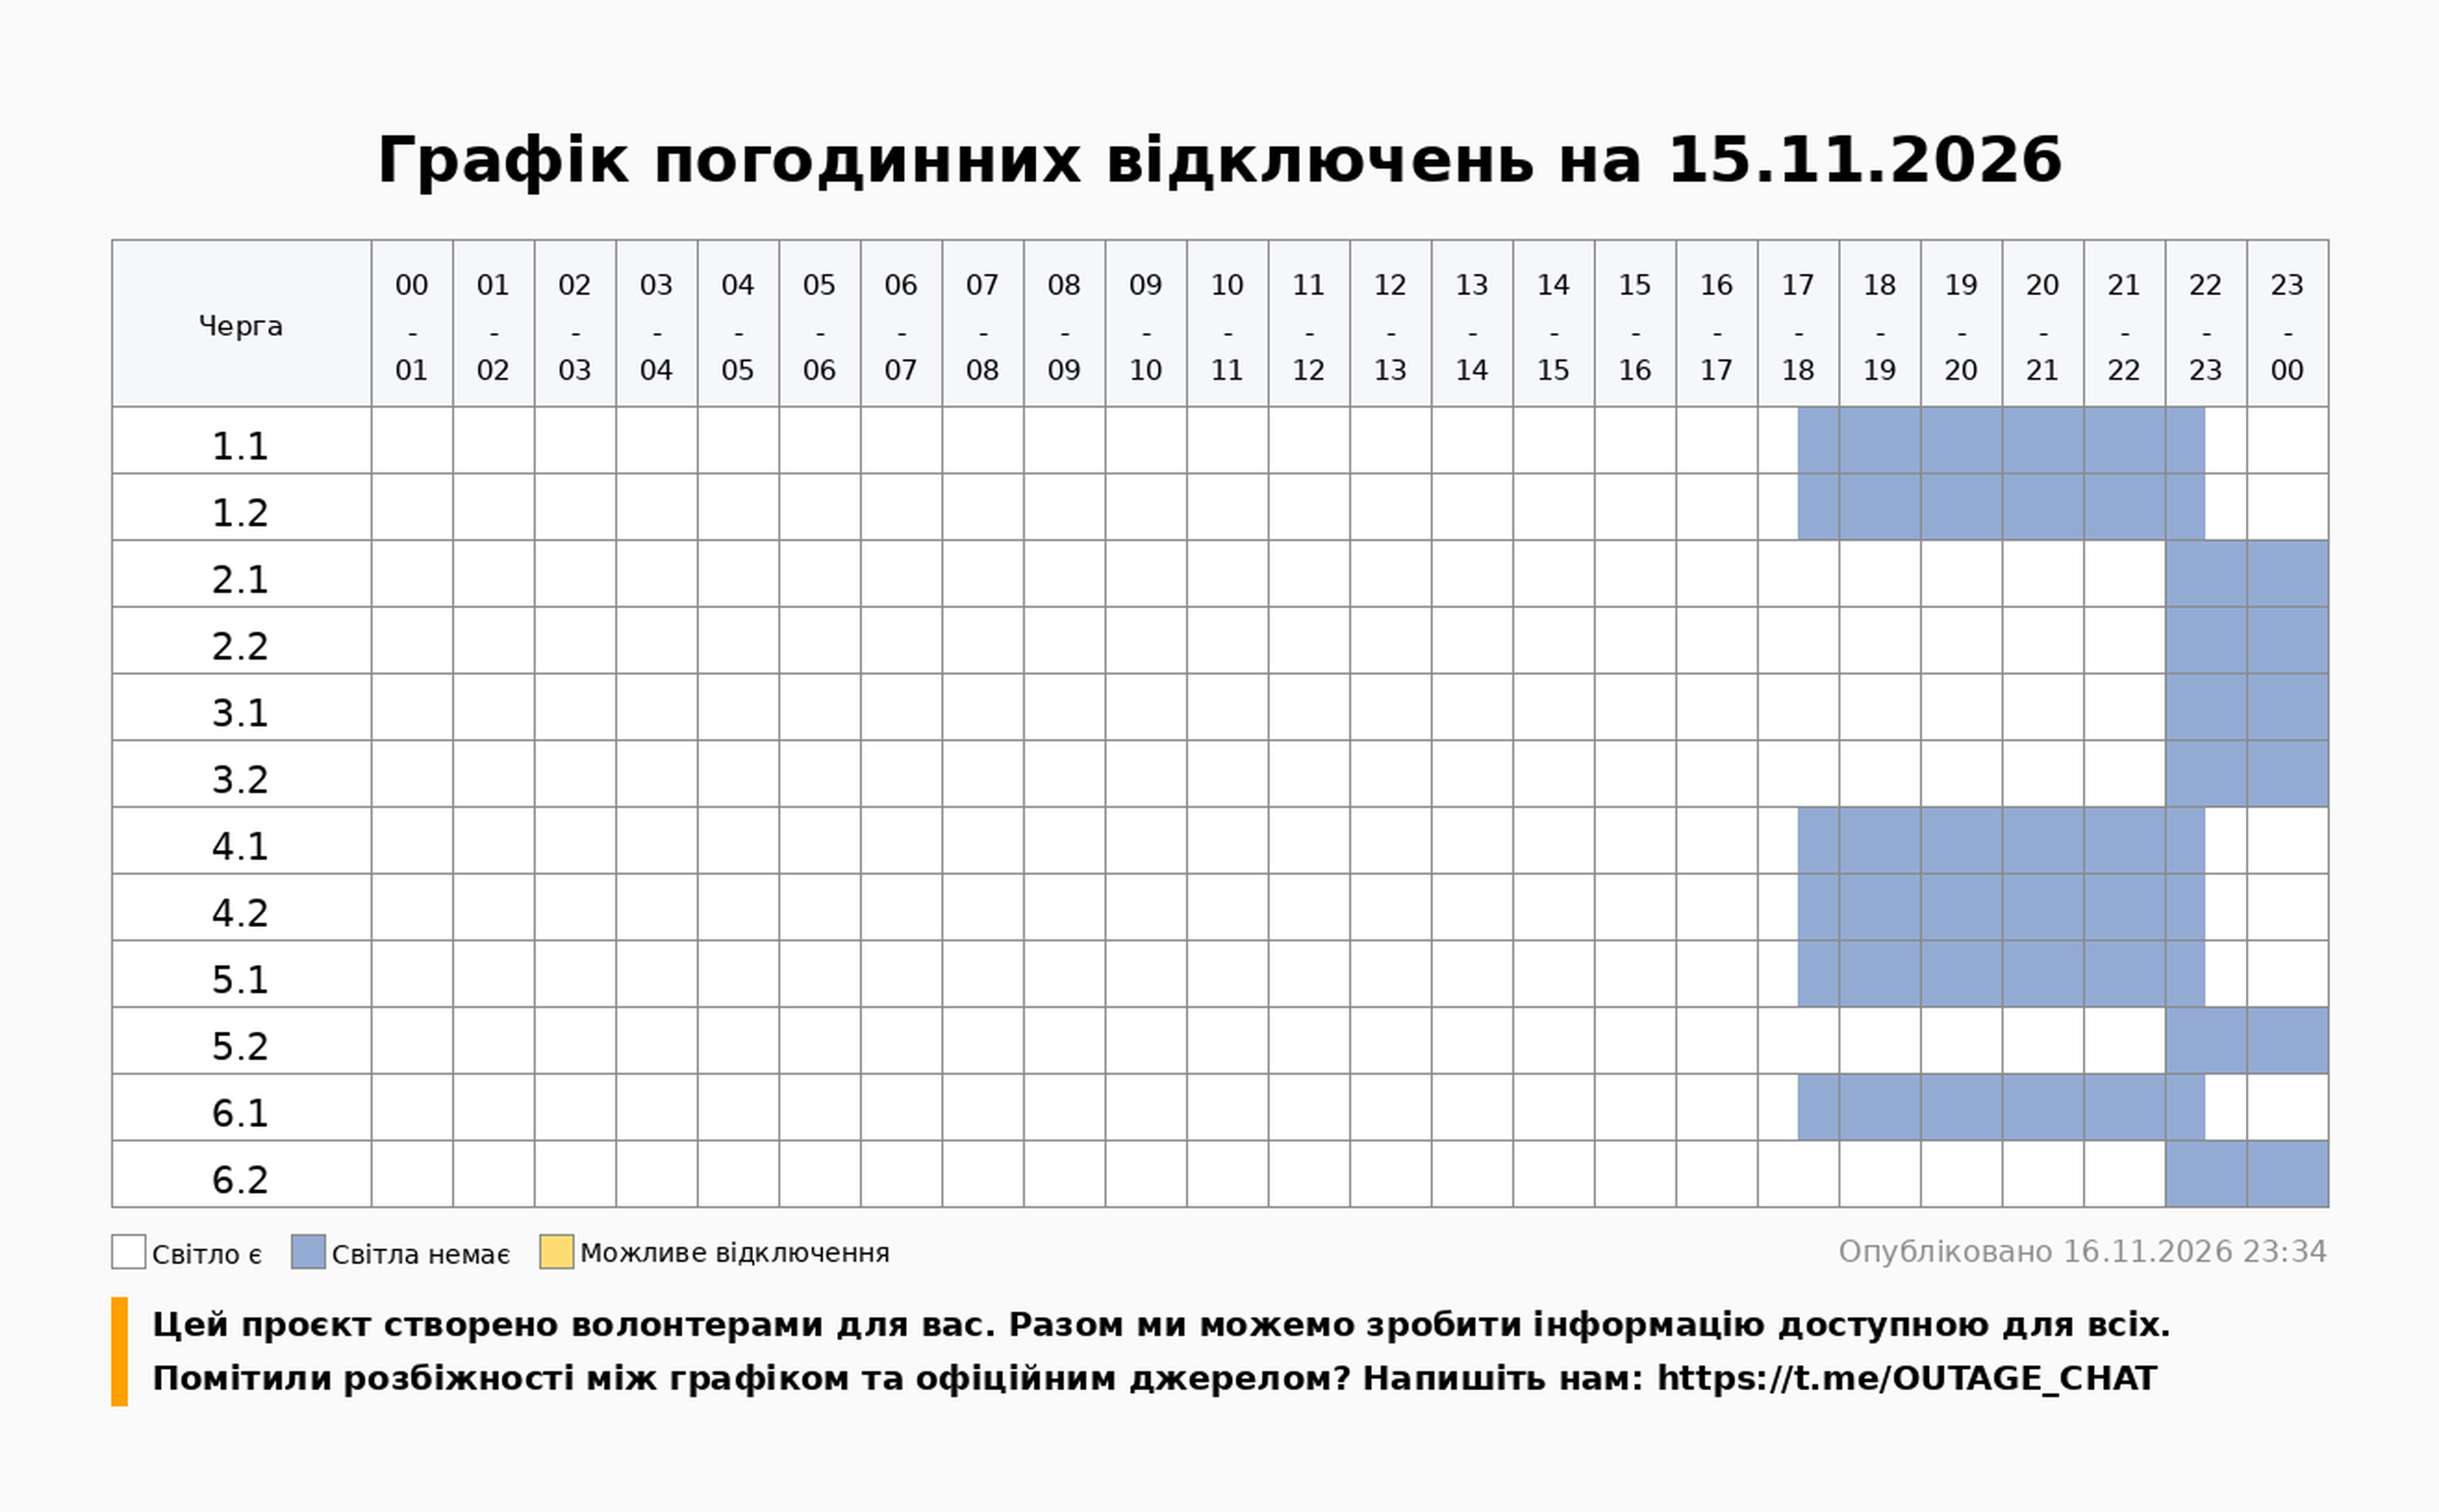 Графік погодинних відключень на 15.11.2026
Черга 00 - 01 01 - 02 02 - 03 03 - 04 04 - 05 05 - 06 06 - 07 07 - 08 08 - 09 09 - 10 10 - 11 11 - 12 12 - 13 13 - 14 14 - 15 15 - 16 16 - 17 17 - 18 18 - 19 19 - 20 20 - 21 21 - 22 22 - 23 23 - 00
1.1
1.2
2.1
2.2
3.1
3.2
4.1
4.2
5.1
5.2
6.1
6.2
Світло є Світла немає Можливе відключення Опубліковано 16.11.2026 23:34
Цей проєкт створено волонтерами для вас. Разом ми можемо зробити інформацію доступною для всіх.
Помітили розбіжності між графіком та офіційним джерелом? Напишіть нам: https://t.me/OUTAGE_CHAT